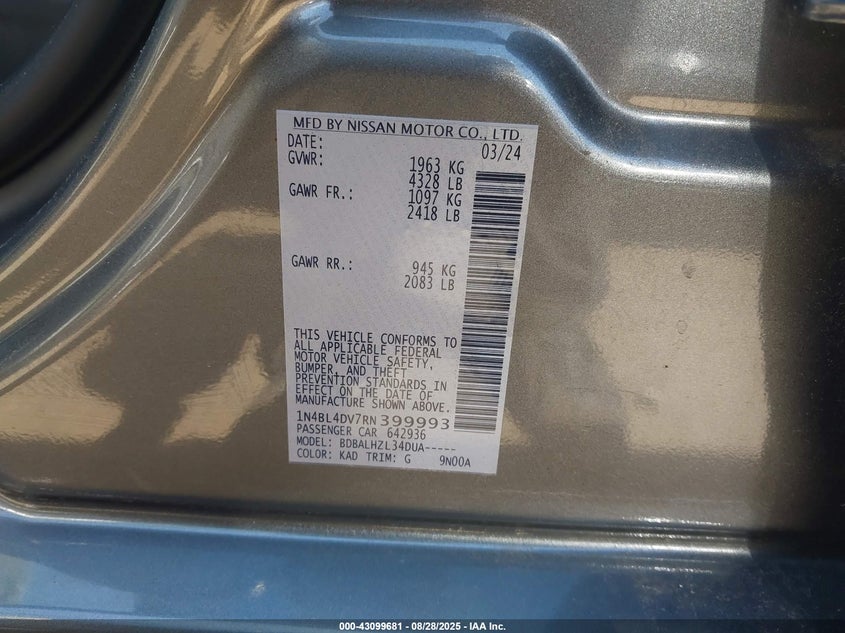 MFD BY NISSAN MOTOR CO., LTD.
DATE: 03/24
GVWR: 1963 KG
4328 LB
GAWR FR.: 1097 KG
2418 LB
GAWR RR.: 945 KG
2083 LB
THIS VEHICLE CONFORMS TO
ALL APPLICABLE FEDERAL
MOTOR VEHICLE SAFETY,
BUMPER, AND THEFT
PREVENTION STANDARDS IN
EFFECT ON THE DATE OF
MANUFACTURE SHOWN ABOVE.
1N4BL4DV7RN399993
PASSENGER CAR 642936
MODEL: BDBALHZL34DUA-----
COLOR: KAD TRIM: G 9N00A
000-43099681 / 08/28/2025 - IAA Inc.